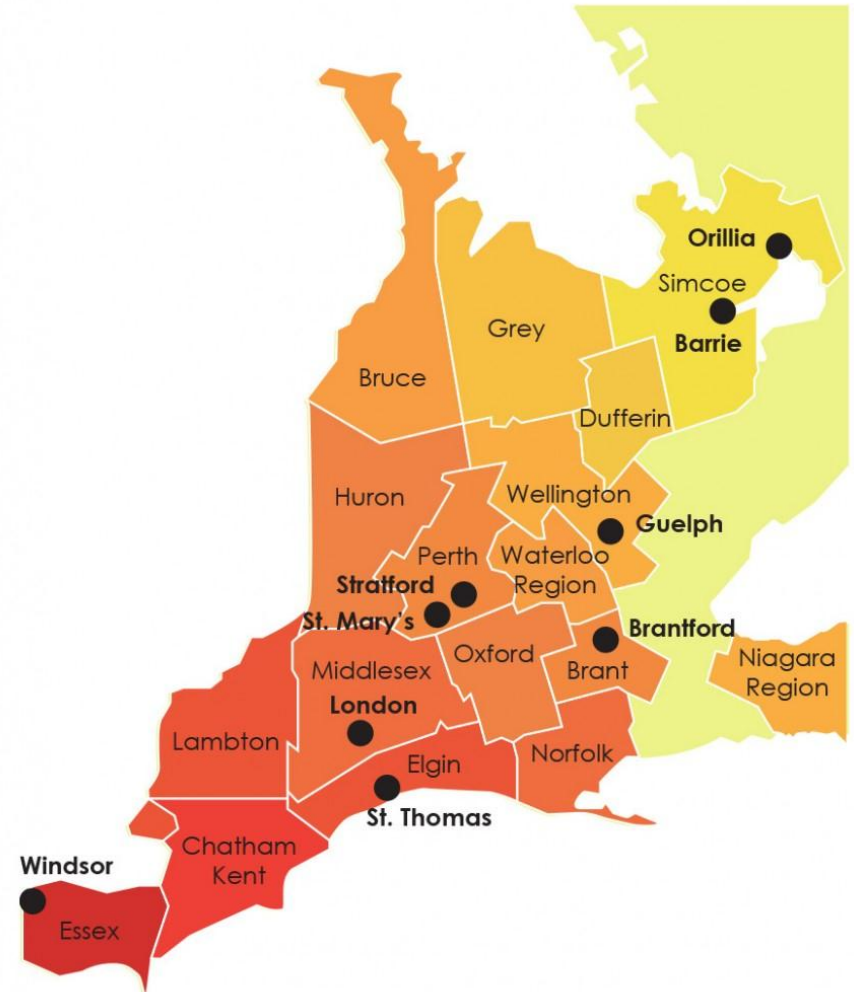 Orillia
Simcoe
Barrie
Grey
Bruce
Dufferin
Huron
Wellington
Guelph
Perth
Waterloo
Region
Stratford
St. Mary's
Brantford
Oxford
Brant
Niagara
Region
Middlesex
London
Lambton
Elgin
Norfolk
St. Thomas
Chatham
Kent
Windsor
Essex